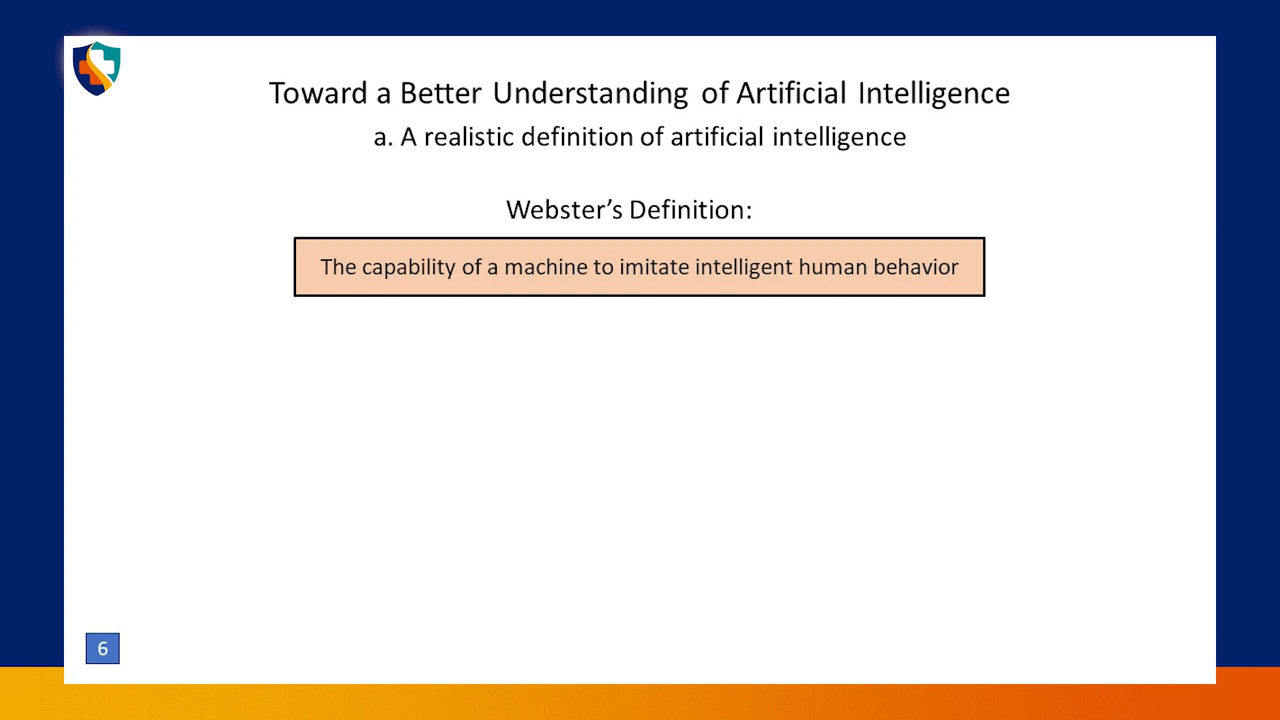 Toward a Better Understanding of Artificial Intelligence
a. A realistic definition of artificial intelligence
Webster’s Definition:
The capability of a machine to imitate intelligent human behavior
6